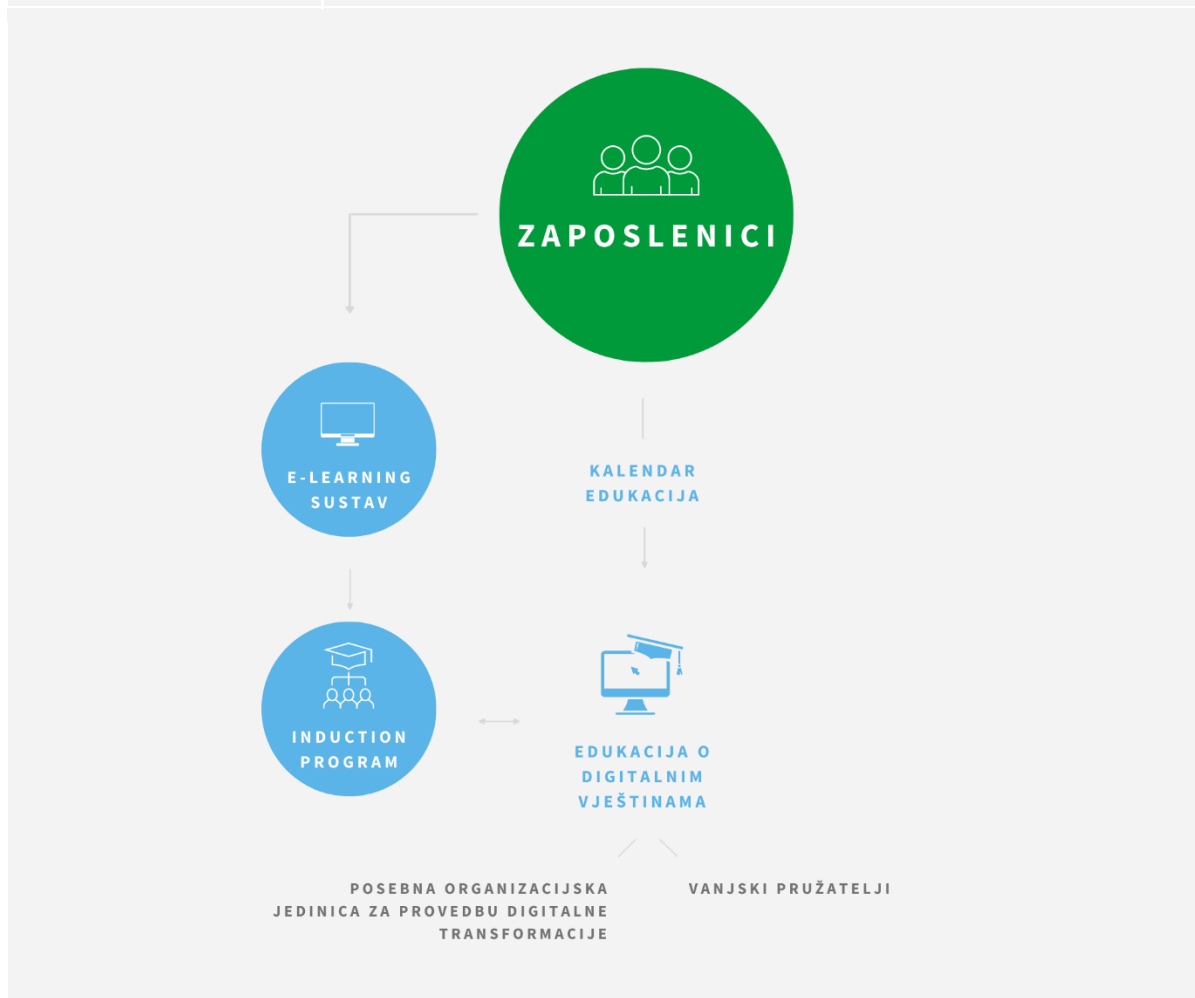 ZAPOSLENICI
E-LEARNING
SUSTAV
KALENDAR
EDUKACIJA
INDUCTION
PROGRAM
EDUKACIJA O
DIGITALNIM
VJEŠTINAMA
POSEBNA ORGANIZACIJSKA
JEDINICA ZA PROVEDBU DIGITALNE
TRANSFORMACIJE
VANJSKI PRUŽATELJI